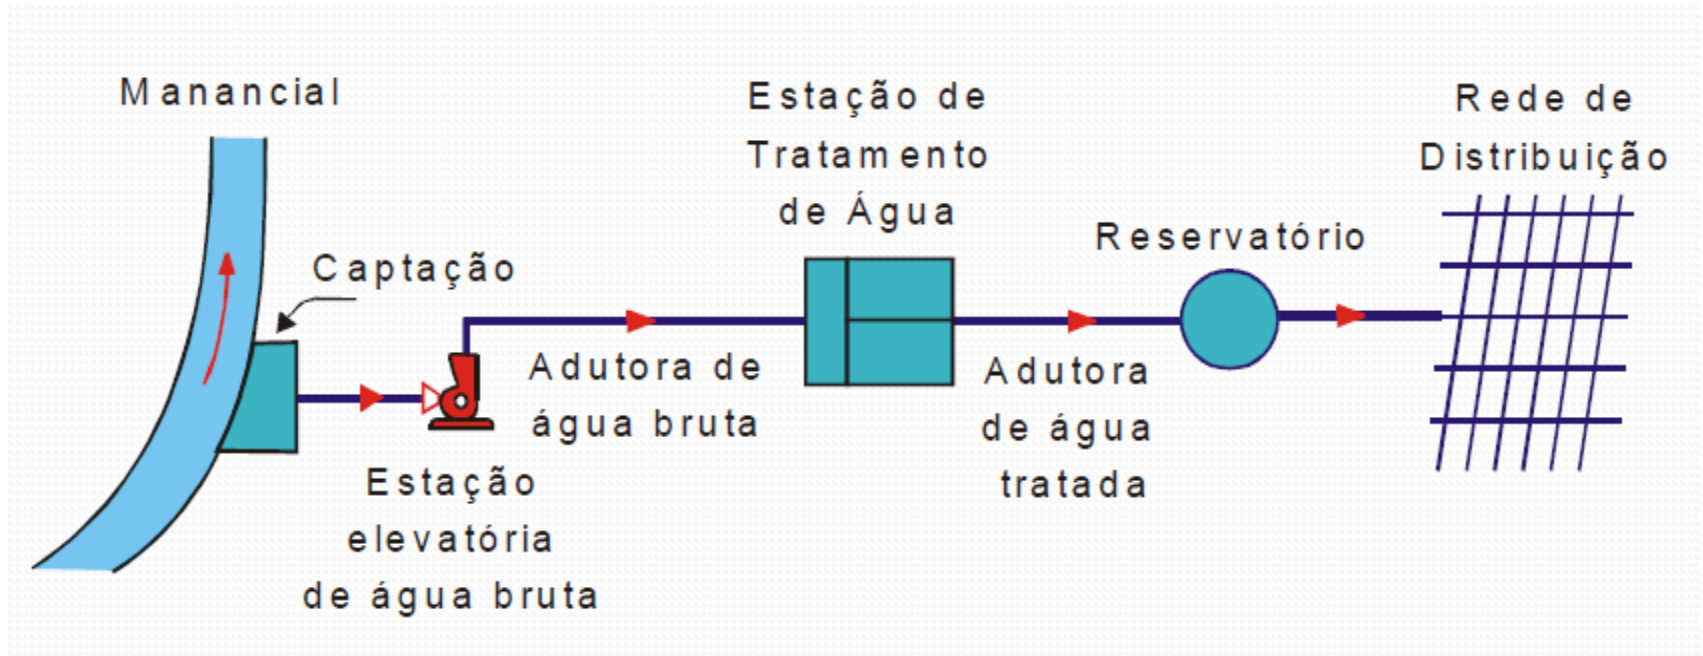 Manancial
Captação
Estação
elevatória
de água bruta
Adutora de
água bruta
Estação de
Tratamento
de Água
Adutora
de água
tratada
Reservatório
Rede de
Distribuição